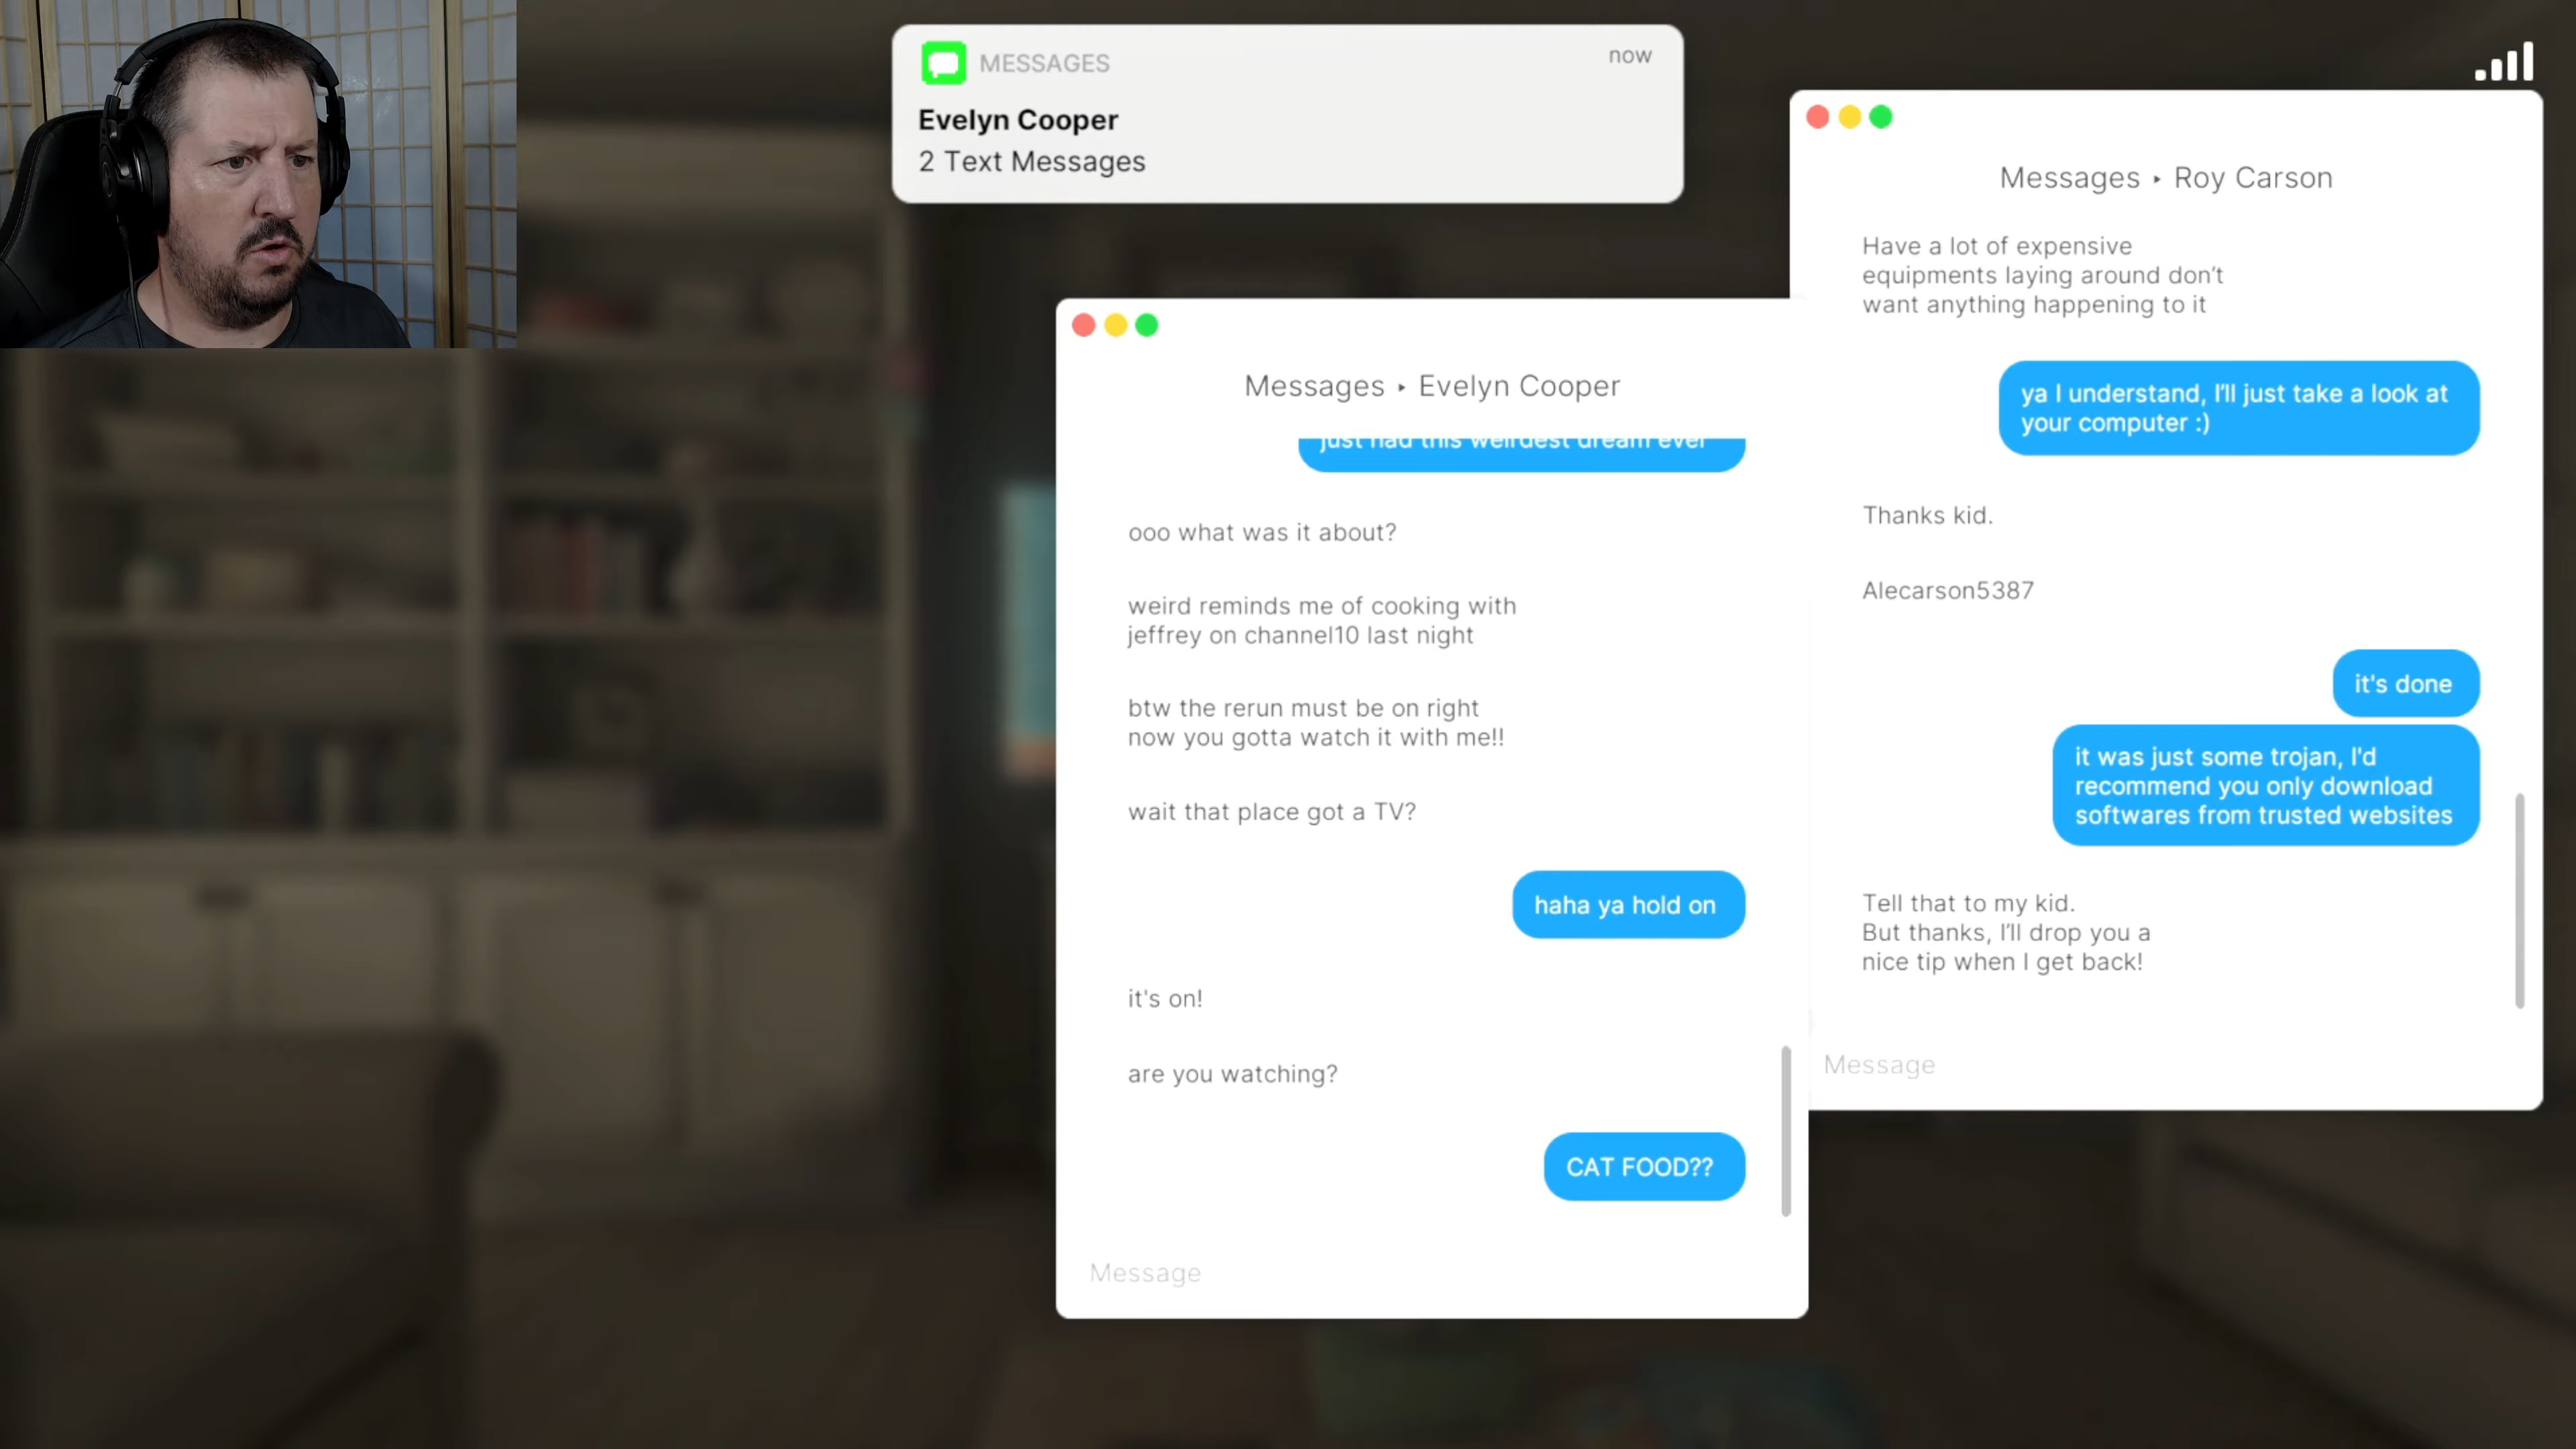 MESSAGES
now
Evelyn Cooper
2 Text Messages
Messages ‣ Roy Carson
Have a lot of expensive
equipments laying around don't
want anything happening to it
ya I understand, I'll just take a look at
your computer :)
Thanks kid.
Alecarson5387
it's done
it was just some trojan, I'd
recommend you only download
softwares from trusted websites
Tell that to my kid.
But thanks, I'll drop you a
nice tip when I get back!
Message
Messages ‣ Evelyn Cooper
just had this weirdest dream ever
ooo what was it about?
weird reminds me of cooking with
jeffrey on channel10 last night
btw the rerun must be on right
now you gotta watch it with me!!
wait that place got a TV?
haha ya hold on
it's on!
are you watching?
CAT FOOD??
Message